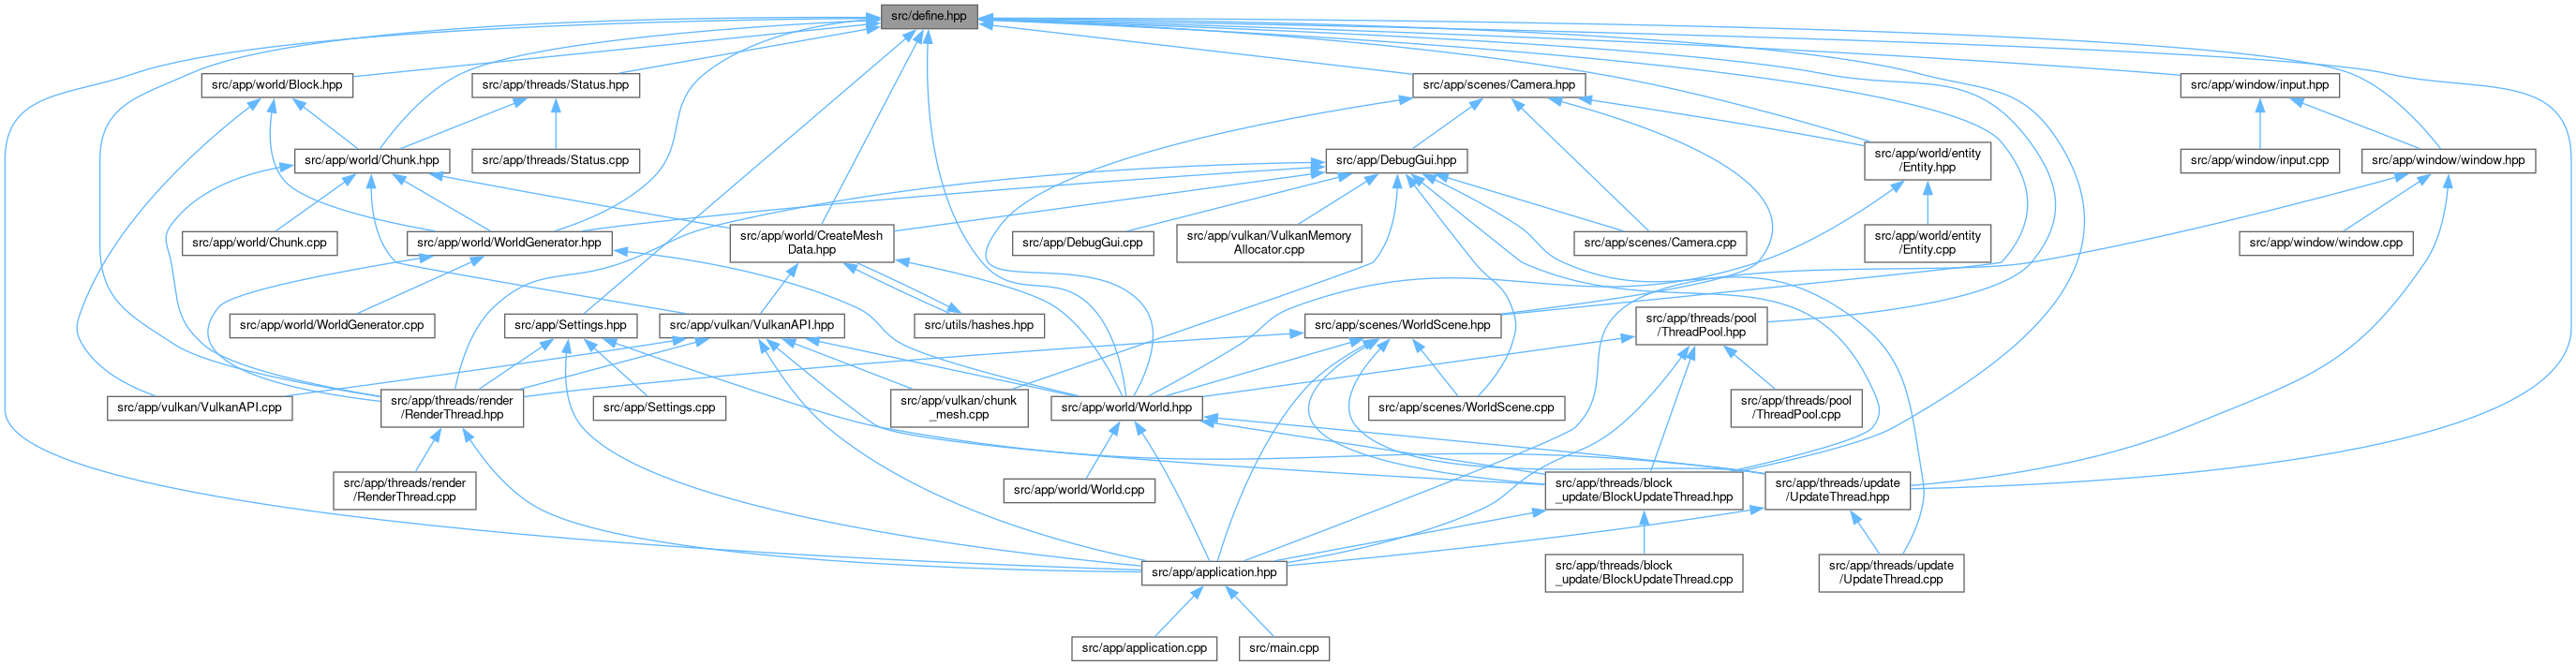 src/define.hpp
src/app/world/Block.hpp
src/app/threads/Status.hpp
src/app/scenes/Camera.hpp
src/app/window/input.hpp
src/app/world/Chunk.hpp
src/app/threads/Status.cpp
src/app/DebugGui.hpp
src/app/world/entity
/Entity.hpp
src/app/window/input.cpp
src/app/window/window.hpp
src/app/world/Chunk.cpp
src/app/world/WorldGenerator.hpp
src/app/world/CreateMesh
Data.hpp
src/app/DebugGui.cpp
src/app/vulkan/VulkanMemory
Allocator.cpp
src/app/scenes/Camera.cpp
src/app/world/entity
/Entity.cpp
src/app/window/window.cpp
src/app/world/WorldGenerator.cpp
src/app/Settings.hpp
src/app/vulkan/VulkanAPI.hpp
src/utils/hashes.hpp
src/app/scenes/WorldScene.hpp
src/app/threads/pool
/ThreadPool.hpp
src/app/vulkan/VulkanAPI.cpp
src/app/threads/render
/RenderThread.hpp
src/app/Settings.cpp
src/app/vulkan/chunk
_mesh.cpp
src/app/world/World.hpp
src/app/scenes/WorldScene.cpp
src/app/threads/pool
/ThreadPool.cpp
src/app/threads/render
/RenderThread.cpp
src/app/world/World.cpp
src/app/threads/block
_update/BlockUpdateThread.hpp
src/app/threads/update
/UpdateThread.hpp
src/app/application.hpp
src/app/threads/block
_update/BlockUpdateThread.cpp
src/app/threads/update
/UpdateThread.cpp
src/app/application.cpp
src/main.cpp